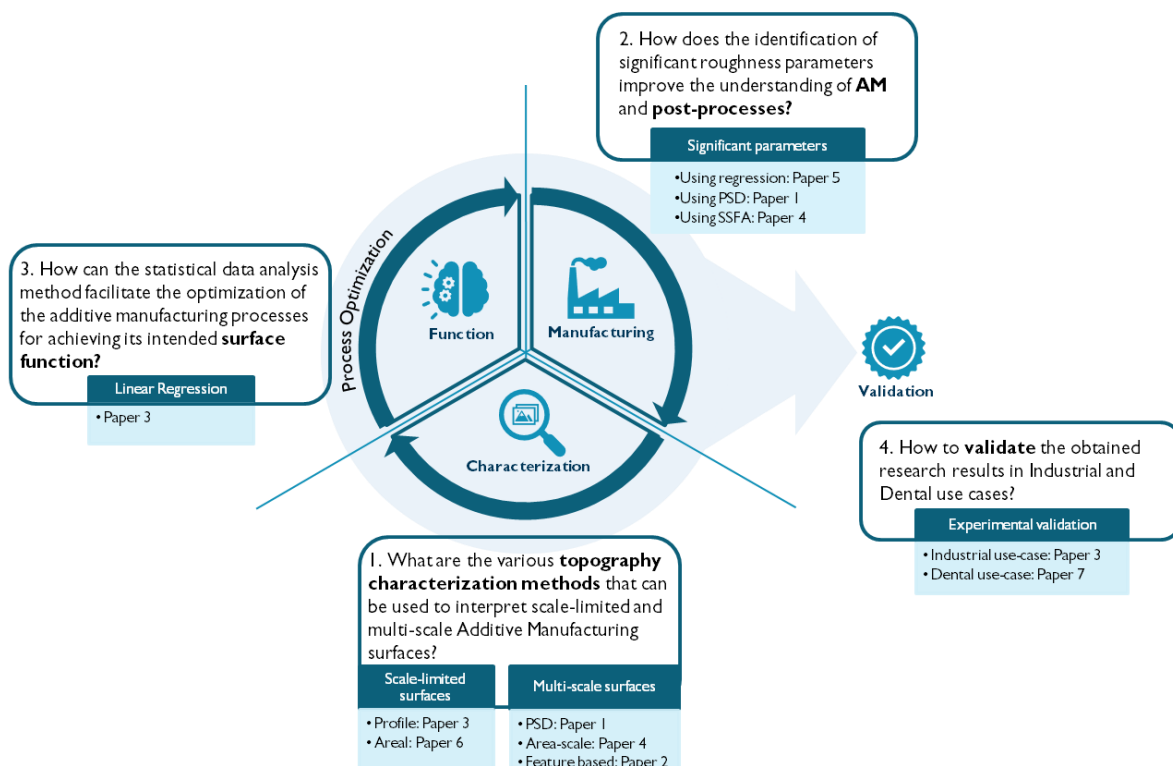 2. How does the identification of
significant roughness parameters
improve the understanding of AM
and post-processes?
Significant parameters
•Using regression: Paper 5
•Using PSD: Paper 1
•Using SSFA: Paper 4
3. How can the statistical data analysis
method facilitate the optimization of
the additive manufacturing processes
for achieving its intended surface
function?
Linear Regression
• Paper 3
Process Optimization
Function
Manufacturing
Characterization
Validation
4. How to validate the obtained
research results in Industrial and
Dental use cases?
Experimental validation
• Industrial use-case: Paper 3
• Dental use-case: Paper 7
1. What are the various topography
characterization methods that can
be used to interpret scale-limited and
multi-scale Additive Manufacturing
surfaces?
Scale-limited
surfaces
• Profile: Paper 3
• Areal: Paper 6
Multi-scale surfaces
• PSD: Paper 1
• Area-scale: Paper 4
• Feature based: Paper 2